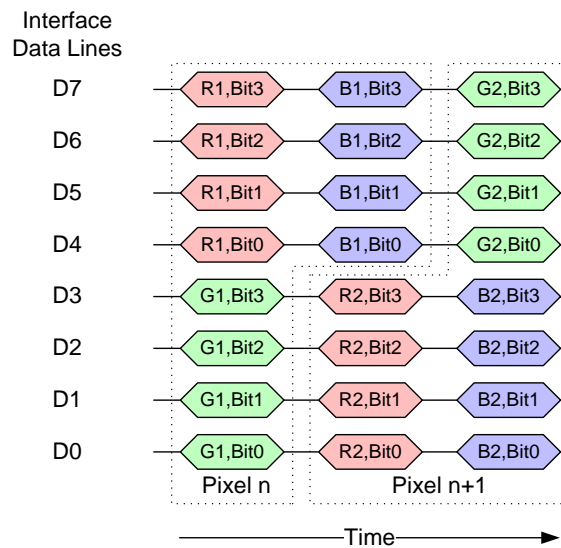 Interface
Data Lines
D7 R1,Bit3 B1,Bit3 G2,Bit3
D6 R1,Bit2 B1,Bit2 G2,Bit2
D5 R1,Bit1 B1,Bit1 G2,Bit1
D4 R1,Bit0 B1,Bit0 G2,Bit0
D3 G1,Bit3 R2,Bit3 B2,Bit3
D2 G1,Bit2 R2,Bit2 B2,Bit2
D1 G1,Bit1 R2,Bit1 B2,Bit1
D0 G1,Bit0 R2,Bit0 B2,Bit0
Pixel n Pixel n+1
Time